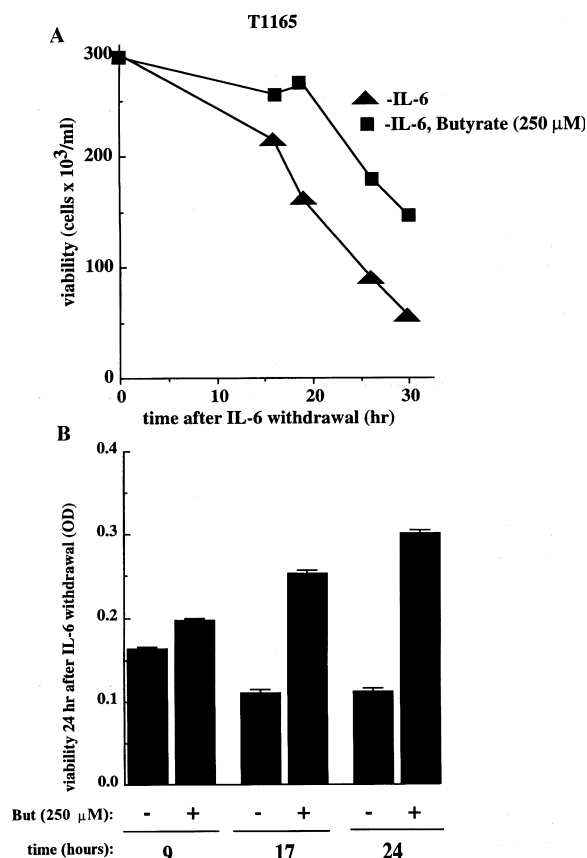 T1165
A
300
200
100
0
viability (cells x 10³/ml)
-IL-6
-IL-6, Butyrate (250 µM)
0 10 20 30
time after IL-6 withdrawal (hr)
B
0.4
0.3
0.2
0.1
0.0
viability 24 hr after IL-6 withdrawal (OD)
But (250 µM): - + - + - +
time (hours): 9 17 24